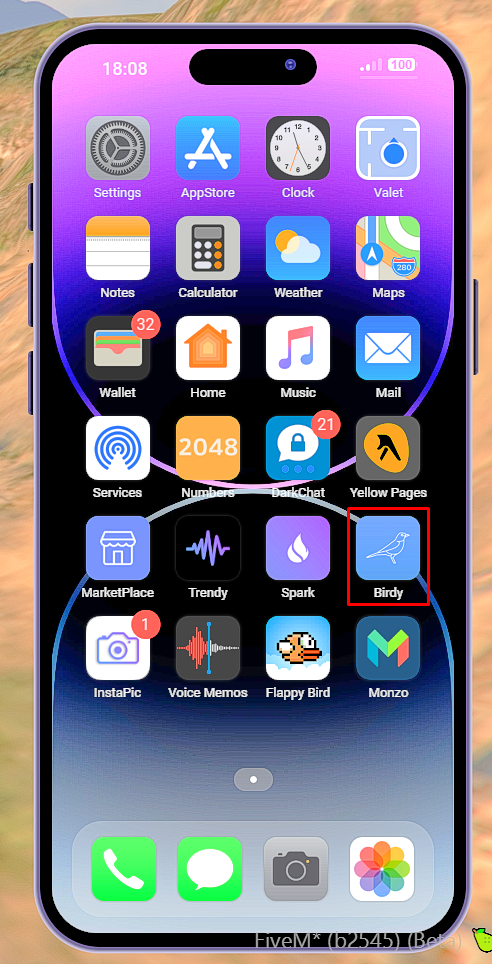 18:08
100
Settings
AppStore
Clock
Valet
280
Notes
Calculator
Weather
Maps
32
Wallet
Home
Music
Mail
2048
21
Services
Numbers
DarkChat
Yellow Pages
MarketPlace
Trendy
Spark
Birdy
1
InstaPic
Voice Memos
Flappy Bird
Monzo
FiveM* (b2545) (Beta)